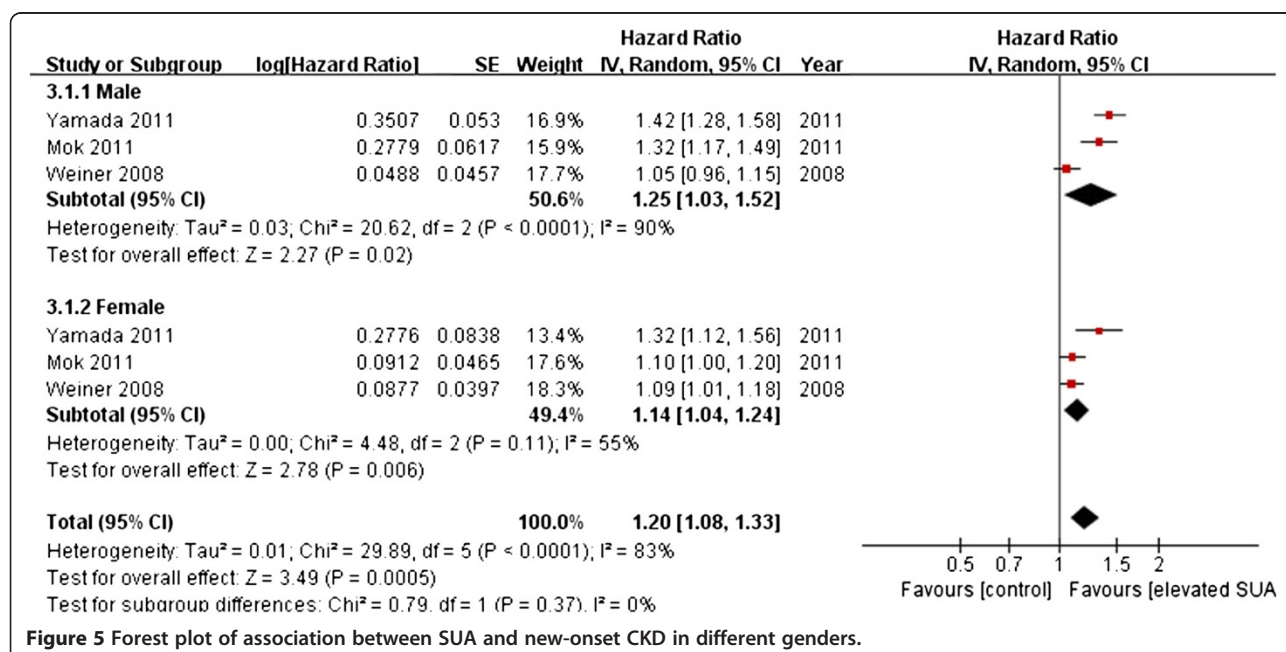 Hazard Ratio Hazard Ratio
Study or Subgroup log[Hazard Ratio] SE Weight IV, Random, 95% CI Year IV, Random, 95% CI
3.1.1 Male
Yamada 2011 0.3507 0.053 16.9% 1.42 [1.28, 1.58] 2011
Mok 2011 0.2779 0.0617 15.9% 1.32 [1.17, 1.49] 2011
Weiner 2008 0.0488 0.0457 17.7% 1.05 [0.96, 1.15] 2008
Subtotal (95% CI) 50.6% 1.25 [1.03, 1.52]
Heterogeneity: Tau² = 0.03; Chi² = 20.62, df = 2 (P < 0.0001); I² = 90%
Test for overall effect: Z = 2.27 (P = 0.02)
3.1.2 Female
Yamada 2011 0.2776 0.0838 13.4% 1.32 [1.12, 1.56] 2011
Mok 2011 0.0912 0.0465 17.6% 1.10 [1.00, 1.20] 2011
Weiner 2008 0.0877 0.0397 18.3% 1.09 [1.01, 1.18] 2008
Subtotal (95% CI) 49.4% 1.14 [1.04, 1.24]
Heterogeneity: Tau² = 0.00; Chi² = 4.48, df = 2 (P = 0.11); I² = 55%
Test for overall effect: Z = 2.78 (P = 0.006)
Total (95% CI) 100.0% 1.20 [1.08, 1.33]
Heterogeneity: Tau² = 0.01; Chi² = 29.89, df = 5 (P < 0.0001); I² = 83%
Test for overall effect: Z = 3.49 (P = 0.0005)
Test for subgroup differences: Chi² = 0.79. df = 1 (P = 0.37). I² = 0%
0.5 0.7 1 1.5 2
Favours [control] Favours [elevated SUA
Figure 5 Forest plot of association between SUA and new-onset CKD in different genders.